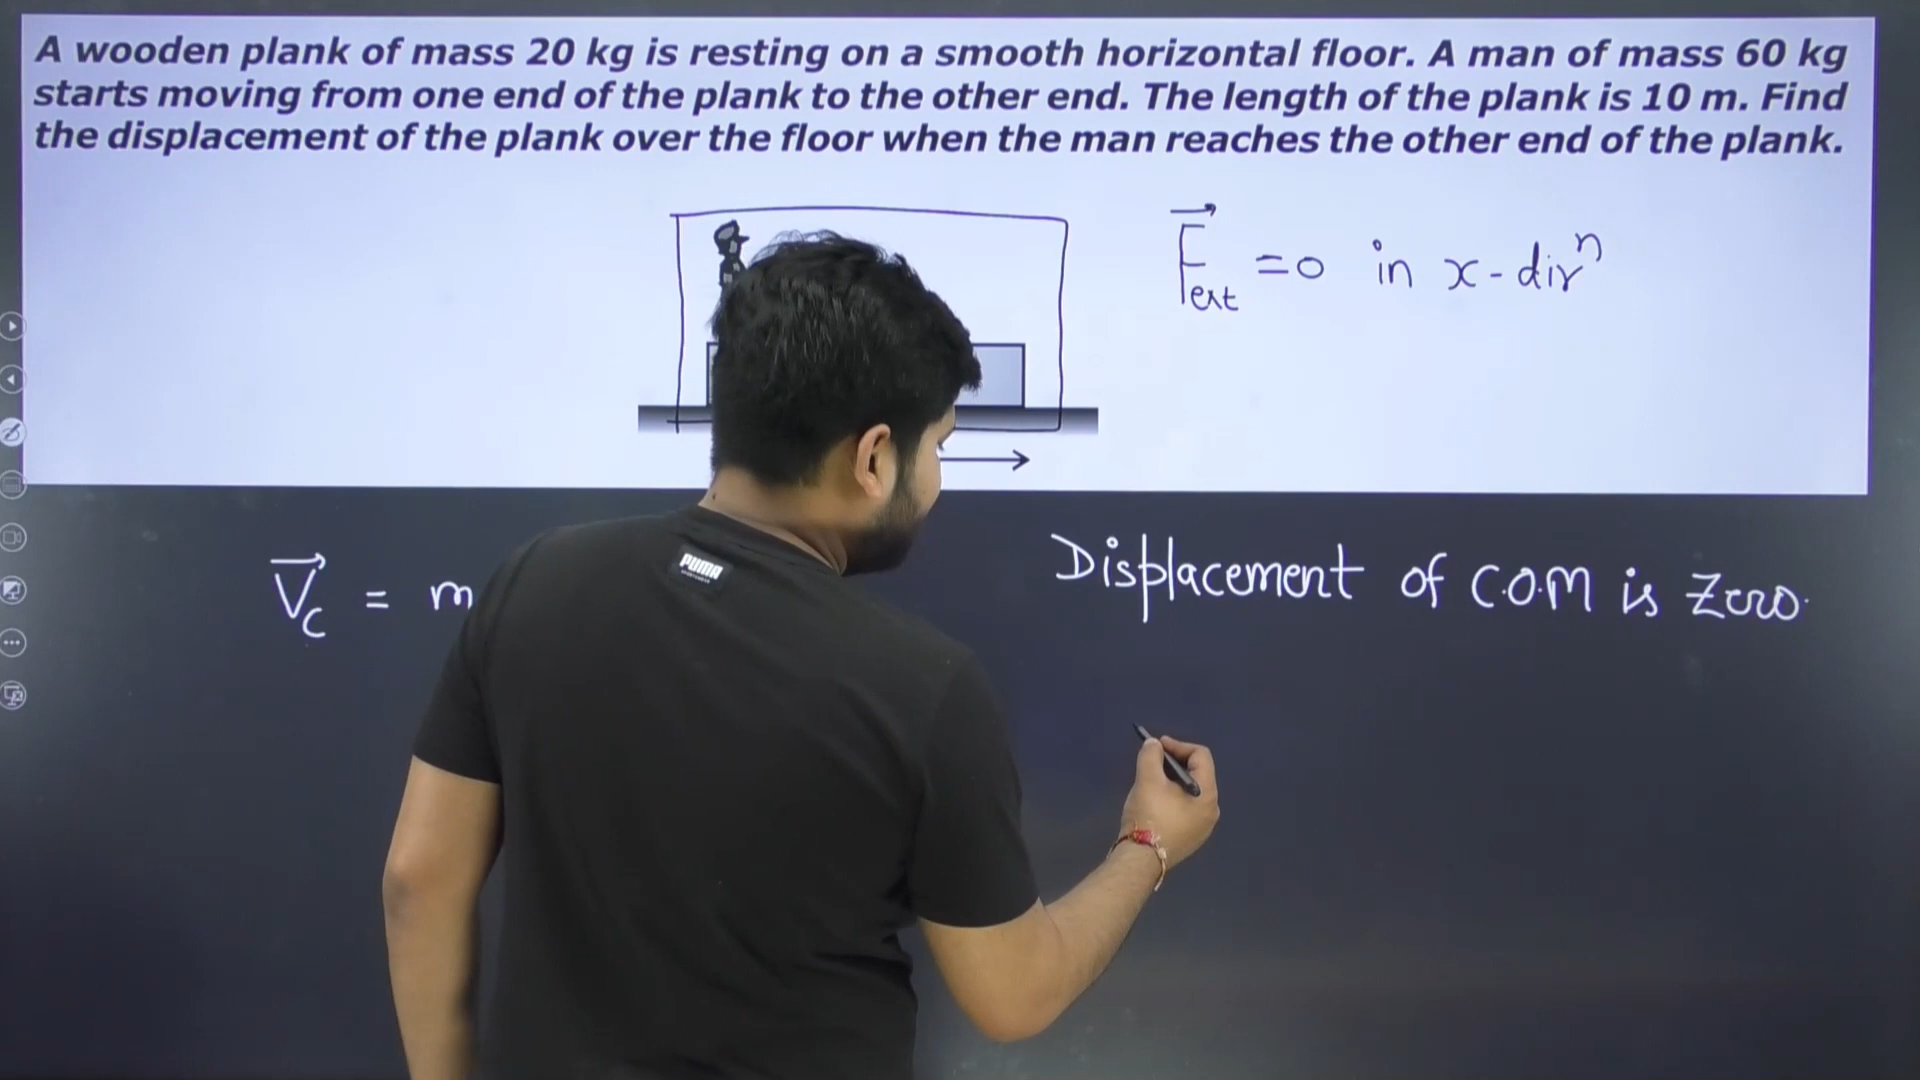 A wooden plank of mass 20 kg is resting on a smooth horizontal floor. A man of mass 60 kg
starts moving from one end of the plank to the other end. The length of the plank is 10 m. Find
the displacement of the plank over the floor when the man reaches the other end of the plank.
F ext = 0 in x - dirⁿ
V c = m
Displacement of C.O.M is Zero.
PUMA